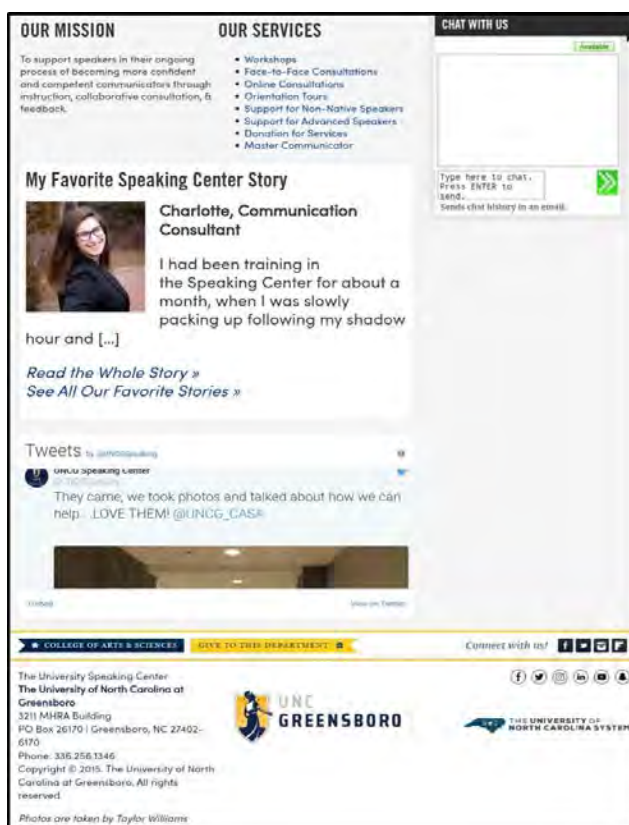 OUR MISSION
To support speakers in their ongoing
process of becoming more confident
and competent communicators through
instruction, collaborative consultation, &
feedback.
OUR SERVICES
• Workshops
• Face-to-Face Consultations
• Online Consultations
• Orientation Tours
• Support for Non-Native Speakers
• Support for Advanced Speakers
• Donation for Services
• Master Communicator
CHAT WITH US
Available
Type here to chat.
Press ENTER to
send.
Sends chat history in an email.
My Favorite Speaking Center Story
Charlotte, Communication
Consultant
I had been training in
the Speaking Center for about a
month, when I was slowly
packing up following my shadow
hour and [...]
Read the Whole Story »
See All Our Favorite Stories »
Tweets by @UNCGSpeaking
UNCG Speaking Center
They came, we took photos and talked about how we can
help... LOVE THEM! @UNCG_CASA
Embed
View on Twitter
COLLEGE OF ARTS & SCIENCES
GIVE TO THIS DEPARTMENT
Connect with us!
The University Speaking Center
The University of North Carolina at
Greensboro
3211 MHRA Building
PO Box 26170 | Greensboro, NC 27402-
6170
Phone: 336.256.1346
Copyright © 2015. The University of North
Carolina at Greensboro. All rights
reserved.
Photos are taken by Taylor Williams
UNC
GREENSBORO
THE UNIVERSITY OF
NORTH CAROLINA SYSTEM